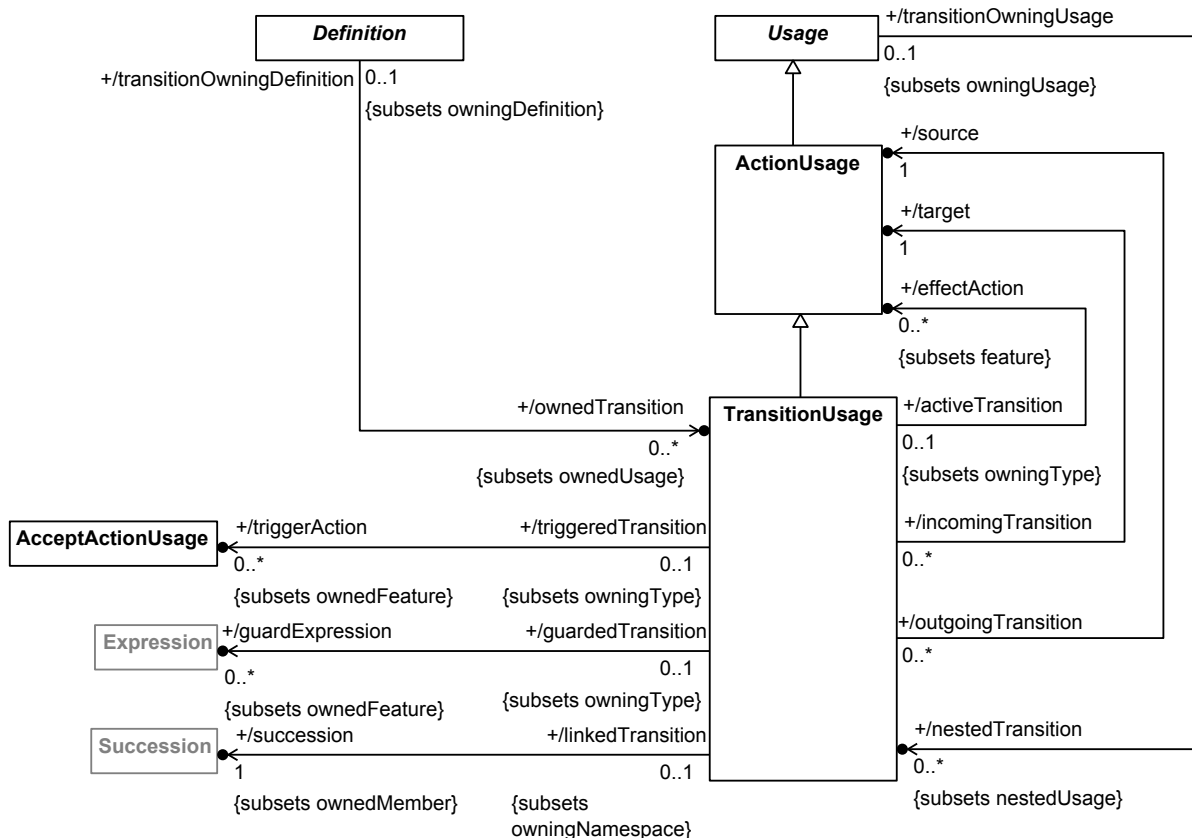 Definition
Usage
+/transitionOwningUsage
0..1
{subsets owningUsage}
+/transitionOwningDefinition
0..1
{subsets owningDefinition}
ActionUsage
+/source
1
+/target
1
+/effectAction
0..*
{subsets feature}
+/ownedTransition
0..*
{subsets ownedUsage}
TransitionUsage
+/activeTransition
0..1
{subsets owningType}
AcceptActionUsage
+/triggerAction
0..*
{subsets ownedFeature}
+/triggeredTransition
0..1
{subsets owningType}
+/incomingTransition
0..*
Expression
+/guardExpression
0..*
{subsets ownedFeature}
+/guardedTransition
0..1
{subsets owningType}
+/outgoingTransition
0..*
Succession
+/succession
1
{subsets ownedMember}
+/linkedTransition
0..1
{subsets
owningNamespace}
+/nestedTransition
0..*
{subsets nestedUsage}